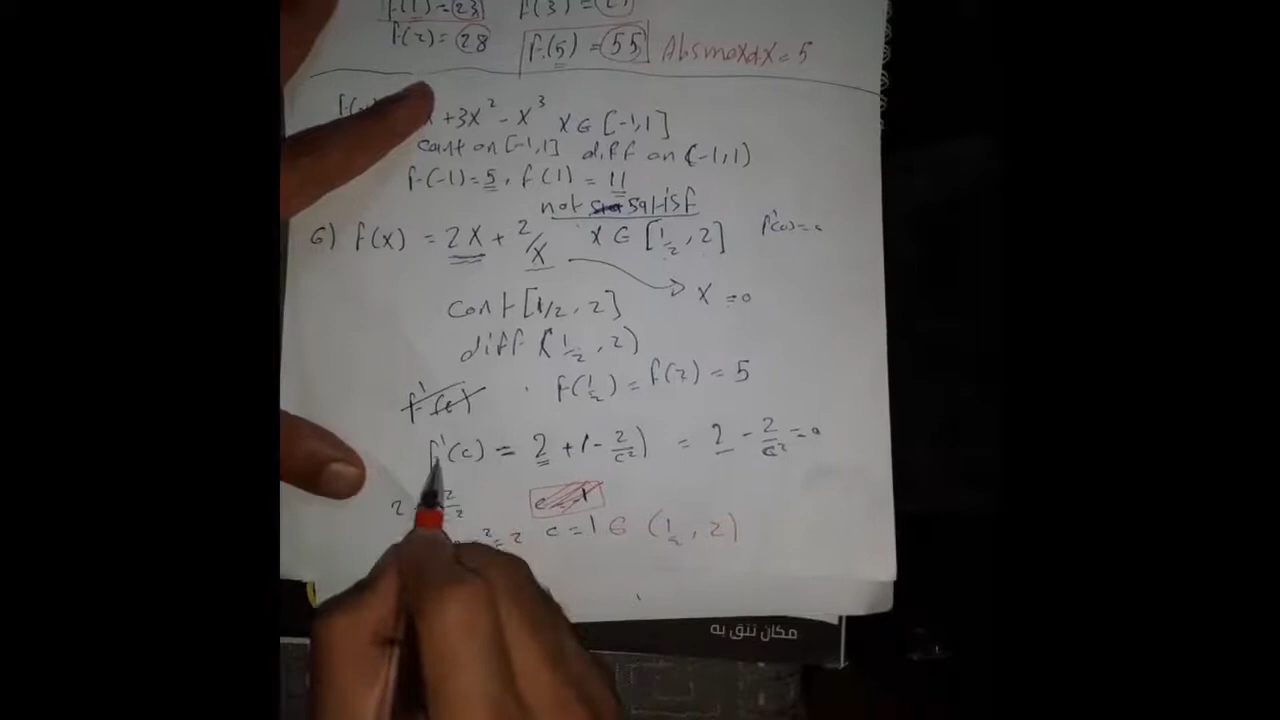 f(1) = 23 f(3) = 27
f(2) = 28 f(5) = 55 Abs max at x = 5
x + 3x² - x³ x ∈ [-1,1]
cont on [-1,1] diff on (-1,1)
f(-1) = 5, f(1) = 11
not satisf
6) f(x) = 2x + 2/x x ∈ [1/2, 2] f'(c) = 0
cont [1/2, 2] x = 0
diff (1/2, 2)
f(1/2) = f(2) = 5
f'(c) = 2 + (-2/c²) = 2 - 2/c² = 0
c = 1 ∈ (1/2, 2)
مكان تثق به